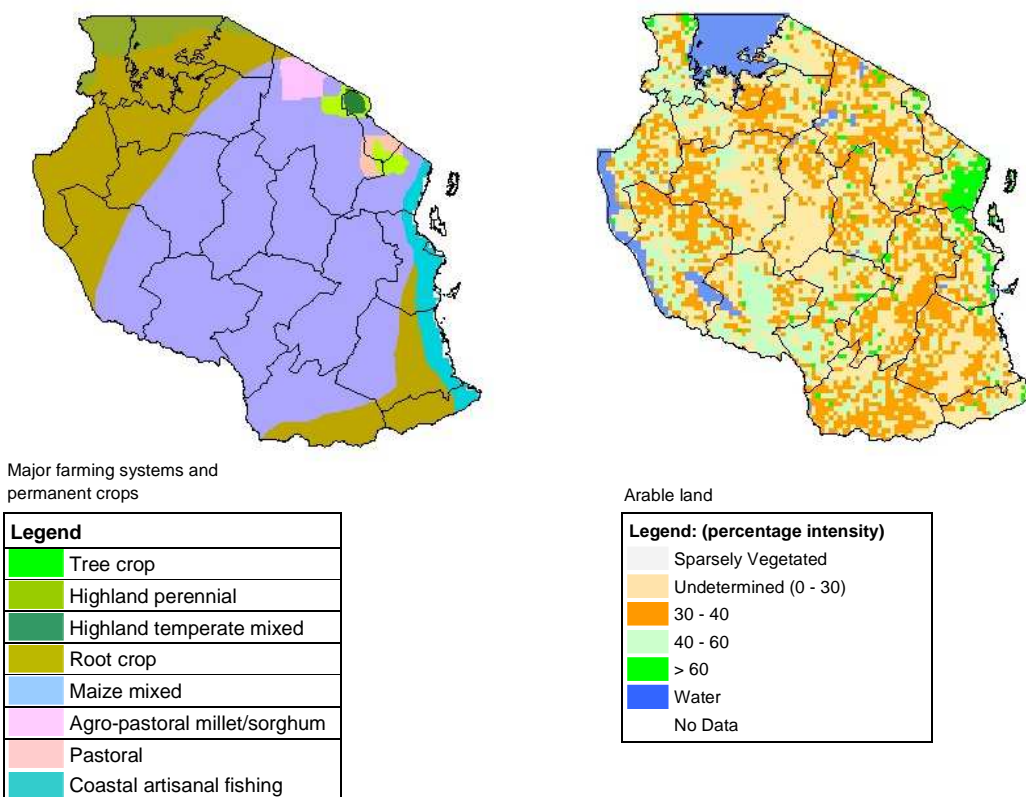 Major farming systems and
permanent crops
Legend
Tree crop
Highland perennial
Highland temperate mixed
Root crop
Maize mixed
Agro-pastoral millet/sorghum
Pastoral
Coastal artisanal fishing
Arable land
Legend: (percentage intensity)
Sparsely Vegetated
Undetermined (0 - 30)
30 - 40
40 - 60
> 60
Water
No Data